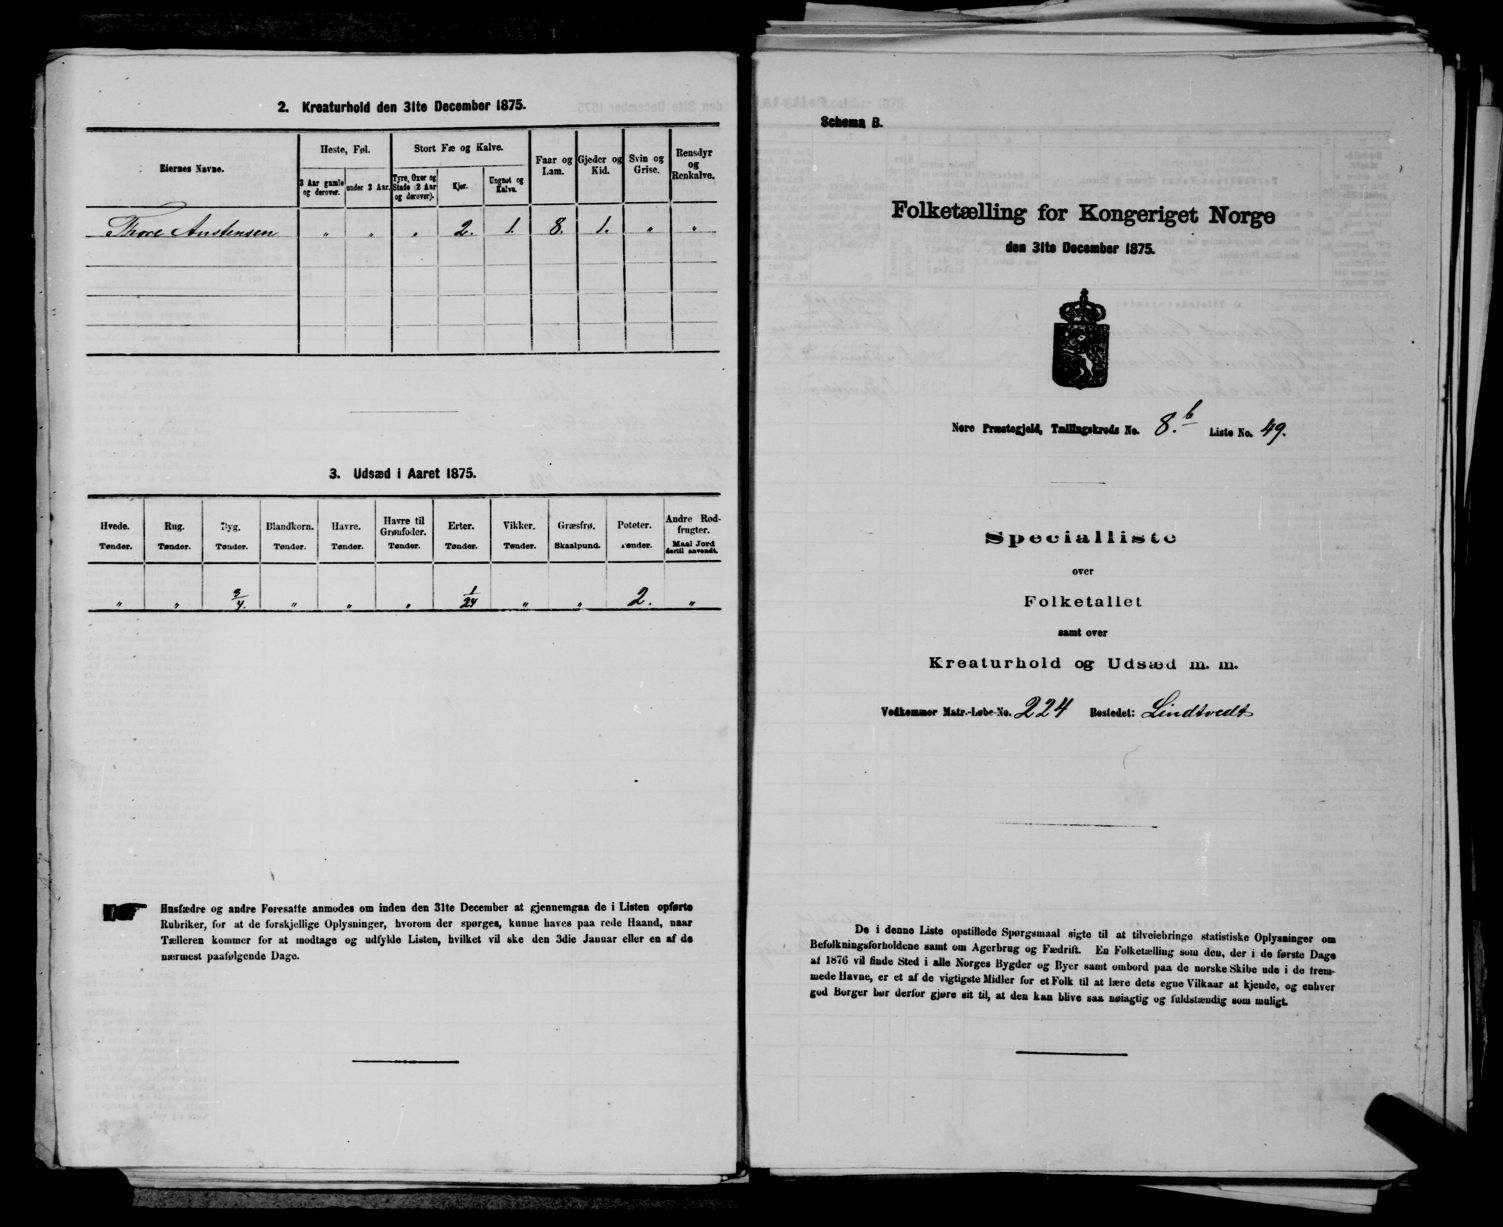 2. Kreaturhold den 31te December 1875.
Eiernes Navne.
Heste, Føl.
Stort Fæ og Kalve.
Faar og Lam.
Gjeder og Kid.
Svin og Grise.
Rensdyr og Renkalve.
3 Aar gamle og derover.
under 3 Aar.
Tyre, Oxer og Stude (2 Aar og derover).
Kjør.
Ungnøt og Kalve.
Thore Anstensen " " " 2. 1. 8. 1. " "
3. Udsæd i Aaret 1875.
Hvede. Rug. Byg. Blandkorn. Havre. Havre til Grønfoder. Erter. Vikker. Græsfrø. Poteter. Andre Rodfrugter.
Tønder. Tønder. Tønder. Tønder. Tønder. Tønder. Tønder. Tønder. Skaalpund. Tønder. Maal Jord dertil anvendt.
" " 3/4. " " " 1/24 " " 2. "
Husfædre og andre Foresatte anmodes om inden den 31te December at gjennemgaa de i Listen opførte
Rubriker, for at de forskjellige Oplysninger, hvorom der spørges, kunne haves paa rede Haand, naar
Tælleren kommer for at modtage og udfylde Listen, hvilket vil ske den 3die Januar eller en af de
nærmest paafølgende Dage.
Schema B.
Folketælling for Kongeriget Norge
den 31te December 1875.
Nore Præstegjeld, Tællingskreds No. 8.b Liste No. 49.
Specialliste
over
Folketallet
samt over
Kreaturhold og Udsæd m. m.
Vedkommer Matr.-Løbe-No. 224 Bostedet: Lindtvedt
De i denne Liste opstillede Spørgsmaal sigte til at tilveiebringe statistiske Oplysninger om
Befolkningsforholdene samt om Agerbrug og Fædrift. En Folketælling som den, der i de første Dage
af 1876 vil finde Sted i alle Norges Bygder og Byer samt ombord paa de norske Skibe ude i de frem-
mede Havne, er et af de vigtigste Midler for et Folk til at lære dets egne Vilkaar at kjende, og enhver
god Borger bør derfor gjøre sit til, at den kan blive saa nøiagtig og fuldstændig som muligt.